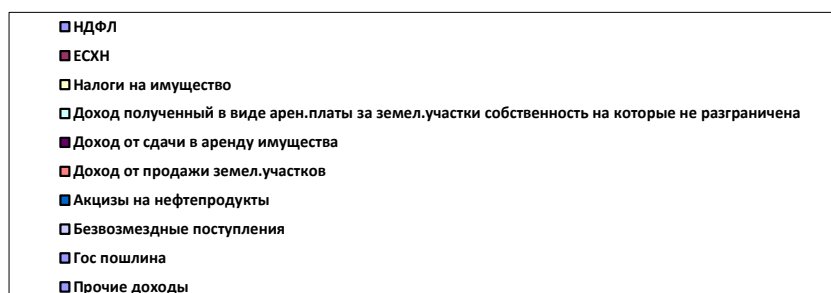 НДФЛ
ЕСХН
Налоги на имущество
Доход полученный в виде арен.платы за земел.участки собственность на которые не разграничена
Доход от сдачи в аренду имущества
Доход от продажи земел.участков
Акцизы на нефтепродукты
Безвозмездные поступления
Гос пошлина
Прочие доходы